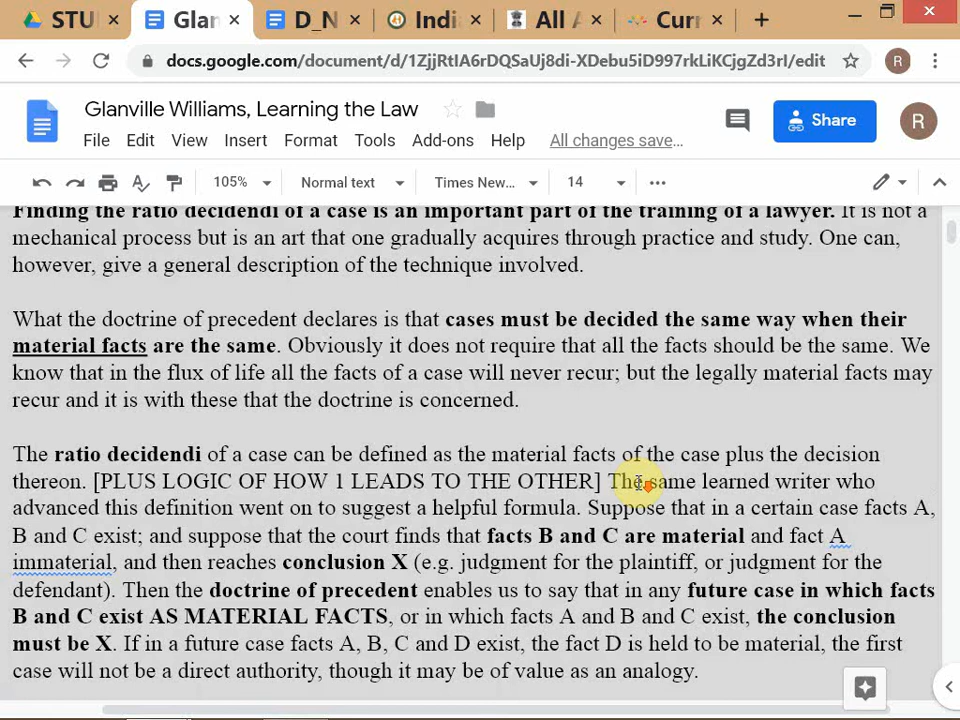 STU
Glan
D_N
Indi
All A
Curr
docs.google.com/document/d/1ZjjRtIA6rDQSaUj8di-XDebu5iD997rkLiKCjgZd3rI/edit
R
Glanville Williams, Learning the Law
Share
R
File Edit View Insert Format Tools Add-ons Help All changes save...
105% Normal text Times New... 14
Finding the ratio decidendi of a case is an important part of the training of a lawyer. It is not a
mechanical process but is an art that one gradually acquires through practice and study. One can,
however, give a general description of the technique involved.
What the doctrine of precedent declares is that cases must be decided the same way when their
material facts are the same. Obviously it does not require that all the facts should be the same. We
know that in the flux of life all the facts of a case will never recur; but the legally material facts may
recur and it is with these that the doctrine is concerned.
The ratio decidendi of a case can be defined as the material facts of the case plus the decision
thereon. [PLUS LOGIC OF HOW 1 LEADS TO THE OTHER] The same learned writer who
advanced this definition went on to suggest a helpful formula. Suppose that in a certain case facts A,
B and C exist; and suppose that the court finds that facts B and C are material and fact A
immaterial, and then reaches conclusion X (e.g. judgment for the plaintiff, or judgment for the
defendant). Then the doctrine of precedent enables us to say that in any future case in which facts
B and C exist AS MATERIAL FACTS, or in which facts A and B and C exist, the conclusion
must be X. If in a future case facts A, B, C and D exist, the fact D is held to be material, the first
case will not be a direct authority, though it may be of value as an analogy.